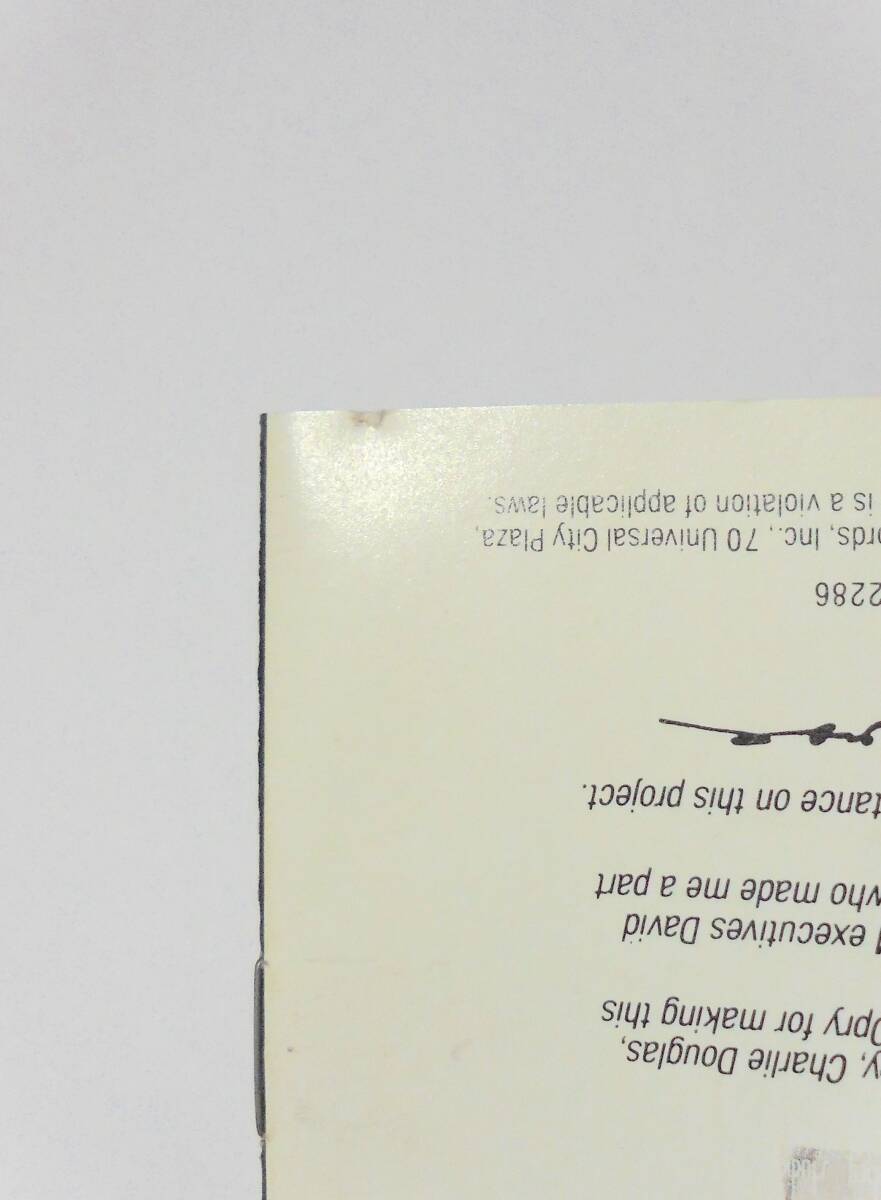 y, Charlie Douglas,
Opry for making this
executives David
who made me a part
tance on this project.
2286
ords, Inc., 70 Universal City Plaza,
is a violation of applicable laws.